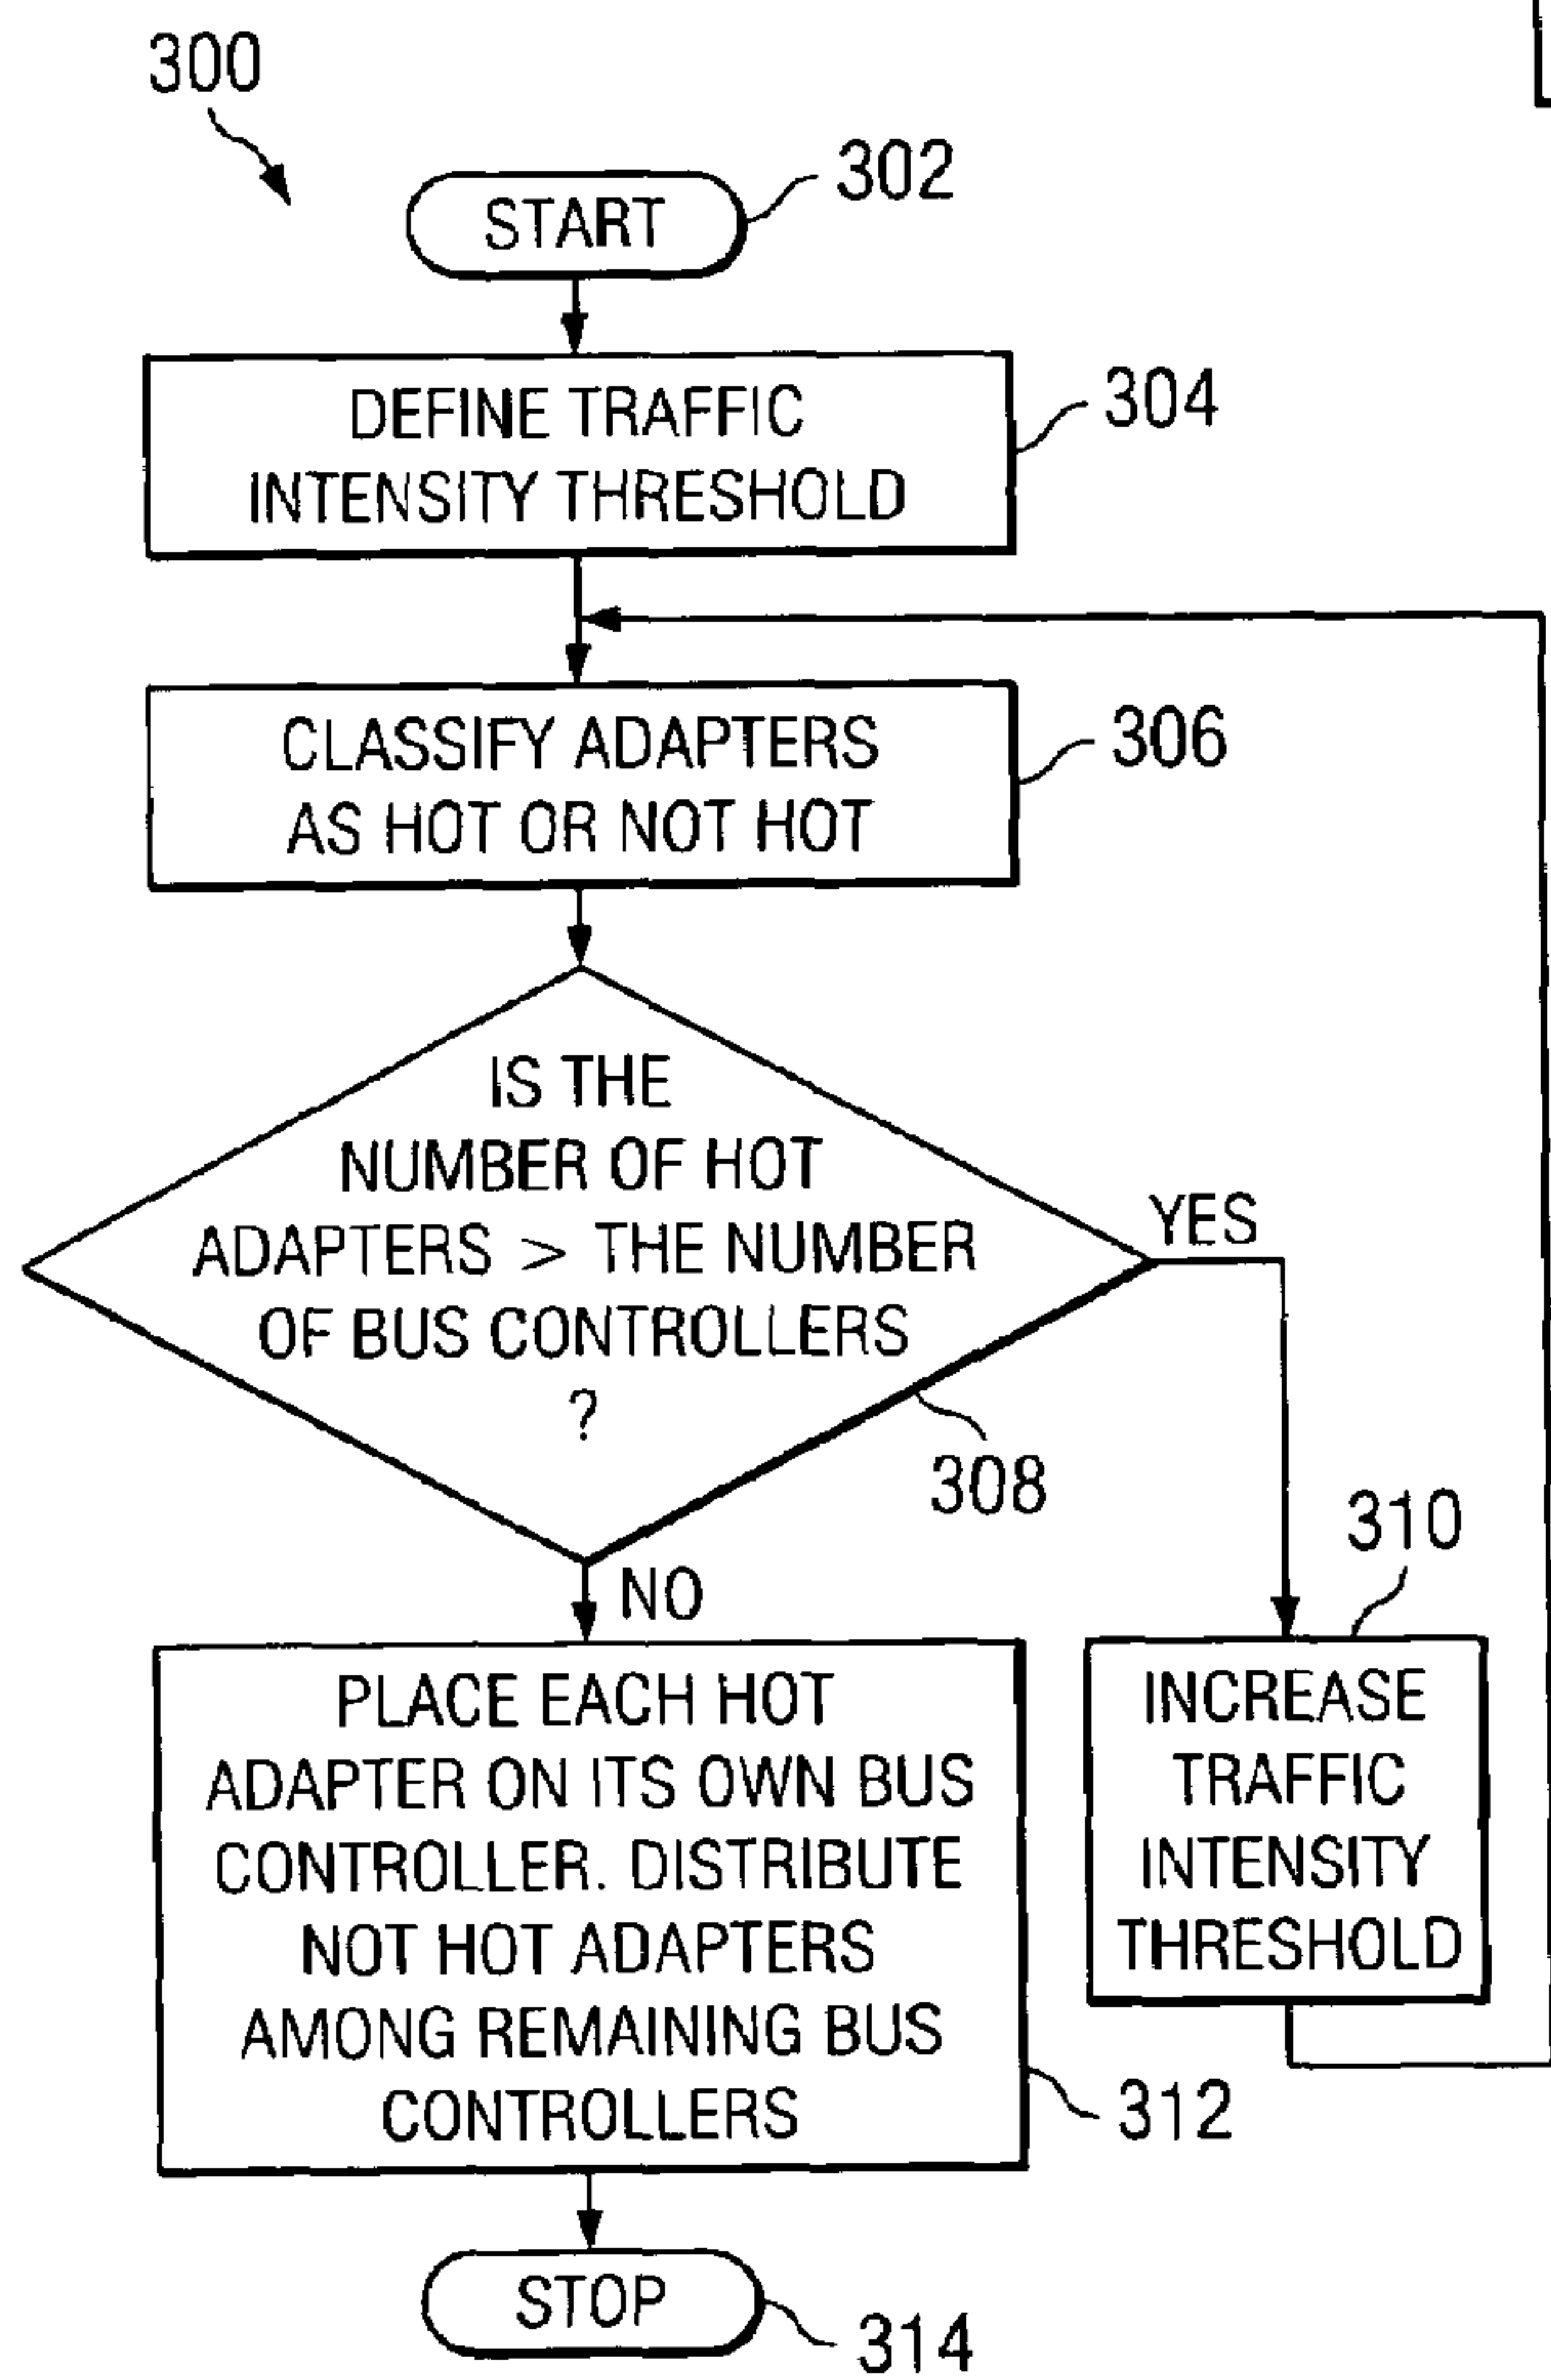 300
START
302
DEFINE TRAFFIC
INTENSITY THRESHOLD
304
CLASSIFY ADAPTERS
AS HOT OR NOT HOT
306
IS THE
NUMBER OF HOT
ADAPTERS > THE NUMBER
OF BUS CONTROLLERS
?
YES
308
NO
310
INCREASE
TRAFFIC
INTENSITY
THRESHOLD
PLACE EACH HOT
ADAPTER ON ITS OWN BUS
CONTROLLER. DISTRIBUTE
NOT HOT ADAPTERS
AMONG REMAINING BUS
CONTROLLERS
312
STOP
314